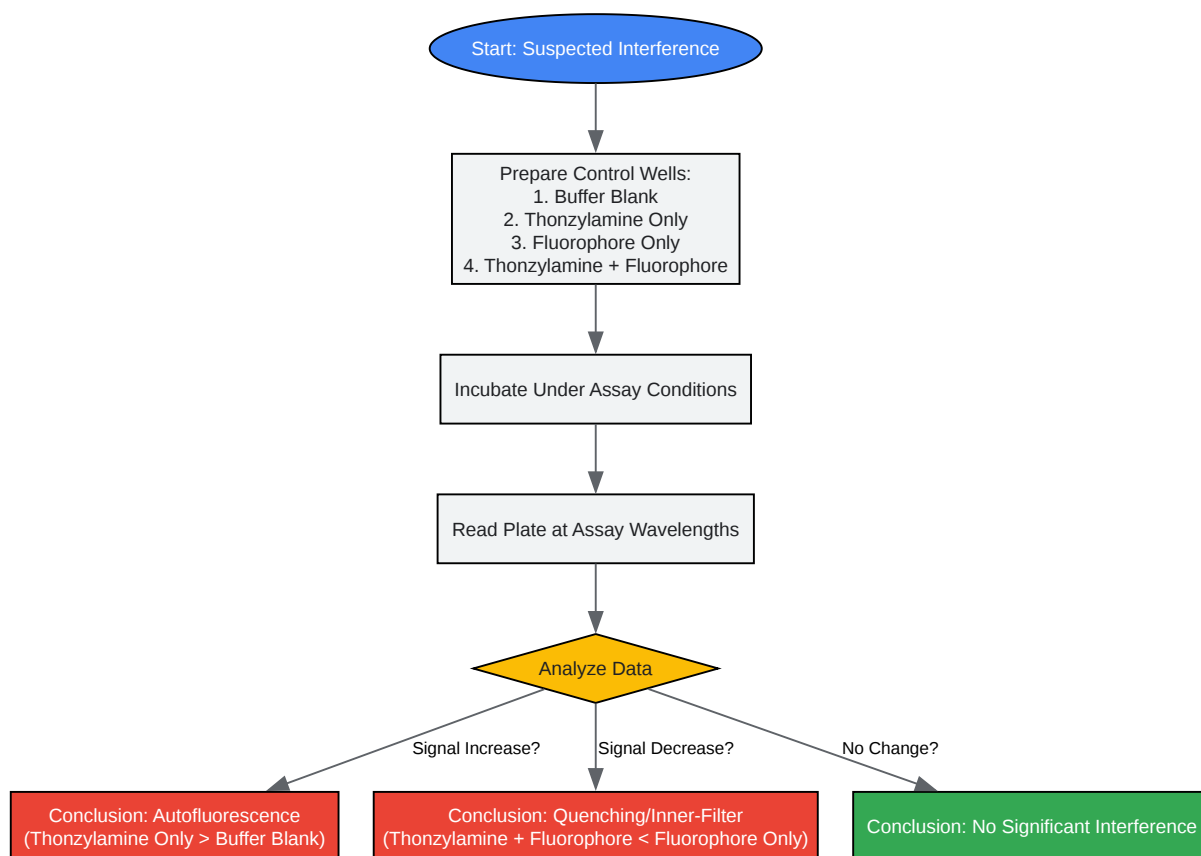 Start: Suspected Interference
Prepare Control Wells:
1. Buffer Blank
2. Thonzylamine Only
3. Fluorophore Only
4. Thonzylamine + Fluorophore
Incubate Under Assay Conditions
Read Plate at Assay Wavelengths
Analyze Data
Signal Increase?
Signal Decrease?
No Change?
Conclusion: Autofluorescence
(Thonzylamine Only > Buffer Blank)
Conclusion: Quenching/Inner-Filter
(Thonzylamine + Fluorophore < Fluorophore Only)
Conclusion: No Significant Interference